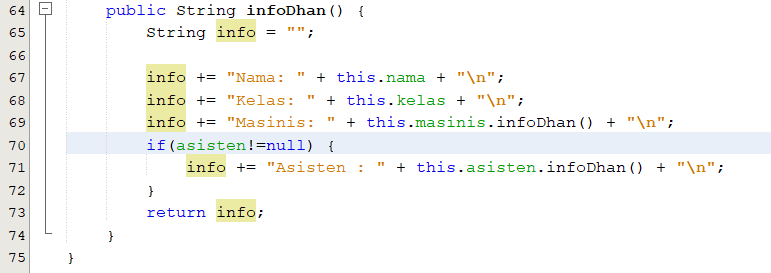 64 public String infoDhan() {
65 String info = "";
66
67 info += "Nama: " + this.nama + "\n";
68 info += "Kelas: " + this.kelas + "\n";
69 info += "Masinis: " + this.masinis.infoDhan() + "\n";
70 if(asisten!=null) {
71 info += "Asisten : " + this.asisten.infoDhan() + "\n";
72 }
73 return info;
74 }
75 }